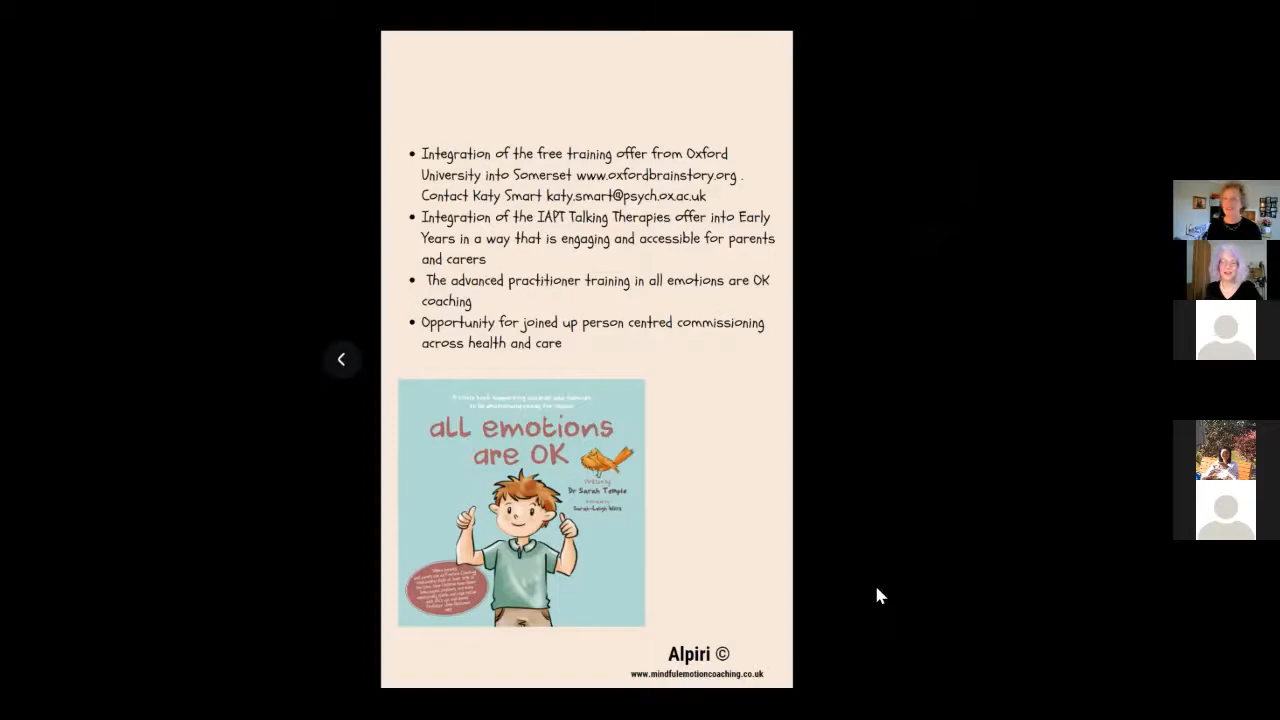 • Integration of the free training offer from Oxford
University into Somerset www.oxfordbrainstory.org .
Contact Katy Smart katy.smart@psych.ox.ac.uk
• Integration of the IAPT Talking Therapies offer into Early
Years in a way that is engaging and accessible for parents
and carers
• The advanced practitioner training in all emotions are OK
coaching
• Opportunity for joined up person centred commissioning
across health and care
all emotions
are OK
Dr Sarah Temple
Alpiri ©
www.mindfulemotioncoaching.co.uk